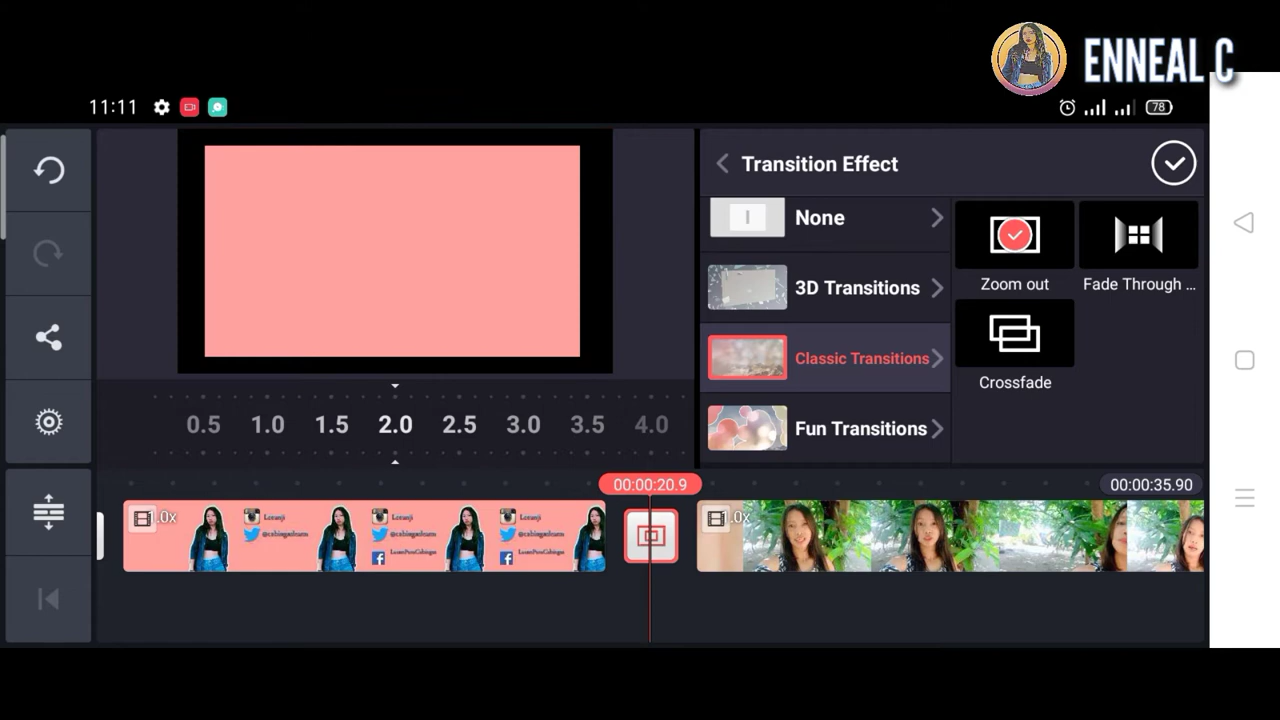 ENNEAL C
11:11
78
Transition Effect
None
3D Transitions
Classic Transitions
Fun Transitions
Zoom out
Fade Through ...
Crossfade
0.5 1.0 1.5 2.0 2.5 3.0 3.5 4.0
00:00:20.9
00:00:35.90
1.0x
1.0x